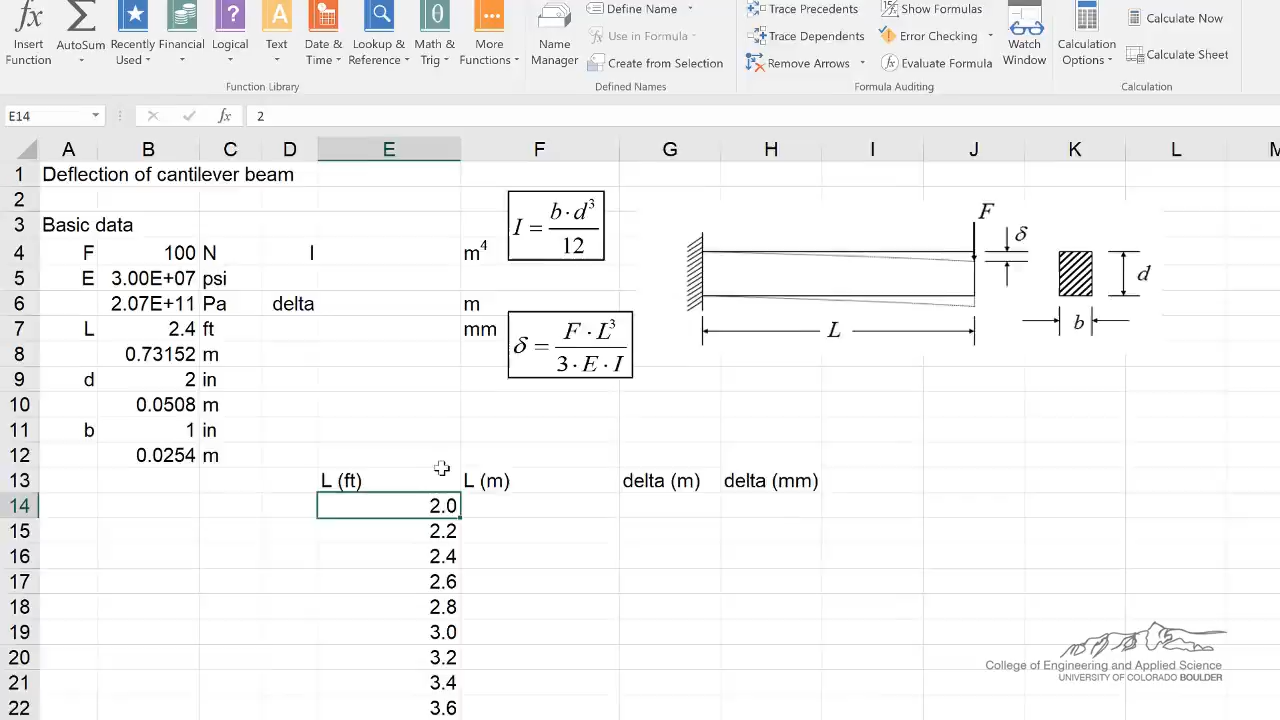 Insert Function
AutoSum
Recently Used
Financial
Logical
Text
Date & Time
Lookup & Reference
Math & Trig
More Functions
Function Library
Name Manager
Define Name
Use in Formula
Create from Selection
Defined Names
Trace Precedents
Trace Dependents
Remove Arrows
Show Formulas
Error Checking
Evaluate Formula
Formula Auditing
Watch Window
Calculation Options
Calculate Now
Calculate Sheet
Calculation
E14 fx 2
A B C D E F G H I J K L M
1 Deflection of cantilever beam
2
3 Basic data
4 F 100 N I m⁴
5 E 3.00E+07 psi
6 2.07E+11 Pa delta m
7 L 2.4 ft mm
8 0.73152 m
9 d 2 in
10 0.0508 m
11 b 1 in
12 0.0254 m
I = b·d³ / 12
δ = F·L³ / 3·E·I
F
δ
d
L
b
13 L (ft) L (m) delta (m) delta (mm)
14 2.0
15 2.2
16 2.4
17 2.6
18 2.8
19 3.0
20 3.2
21 3.4
22 3.6
College of Engineering and Applied Science
UNIVERSITY OF COLORADO BOULDER